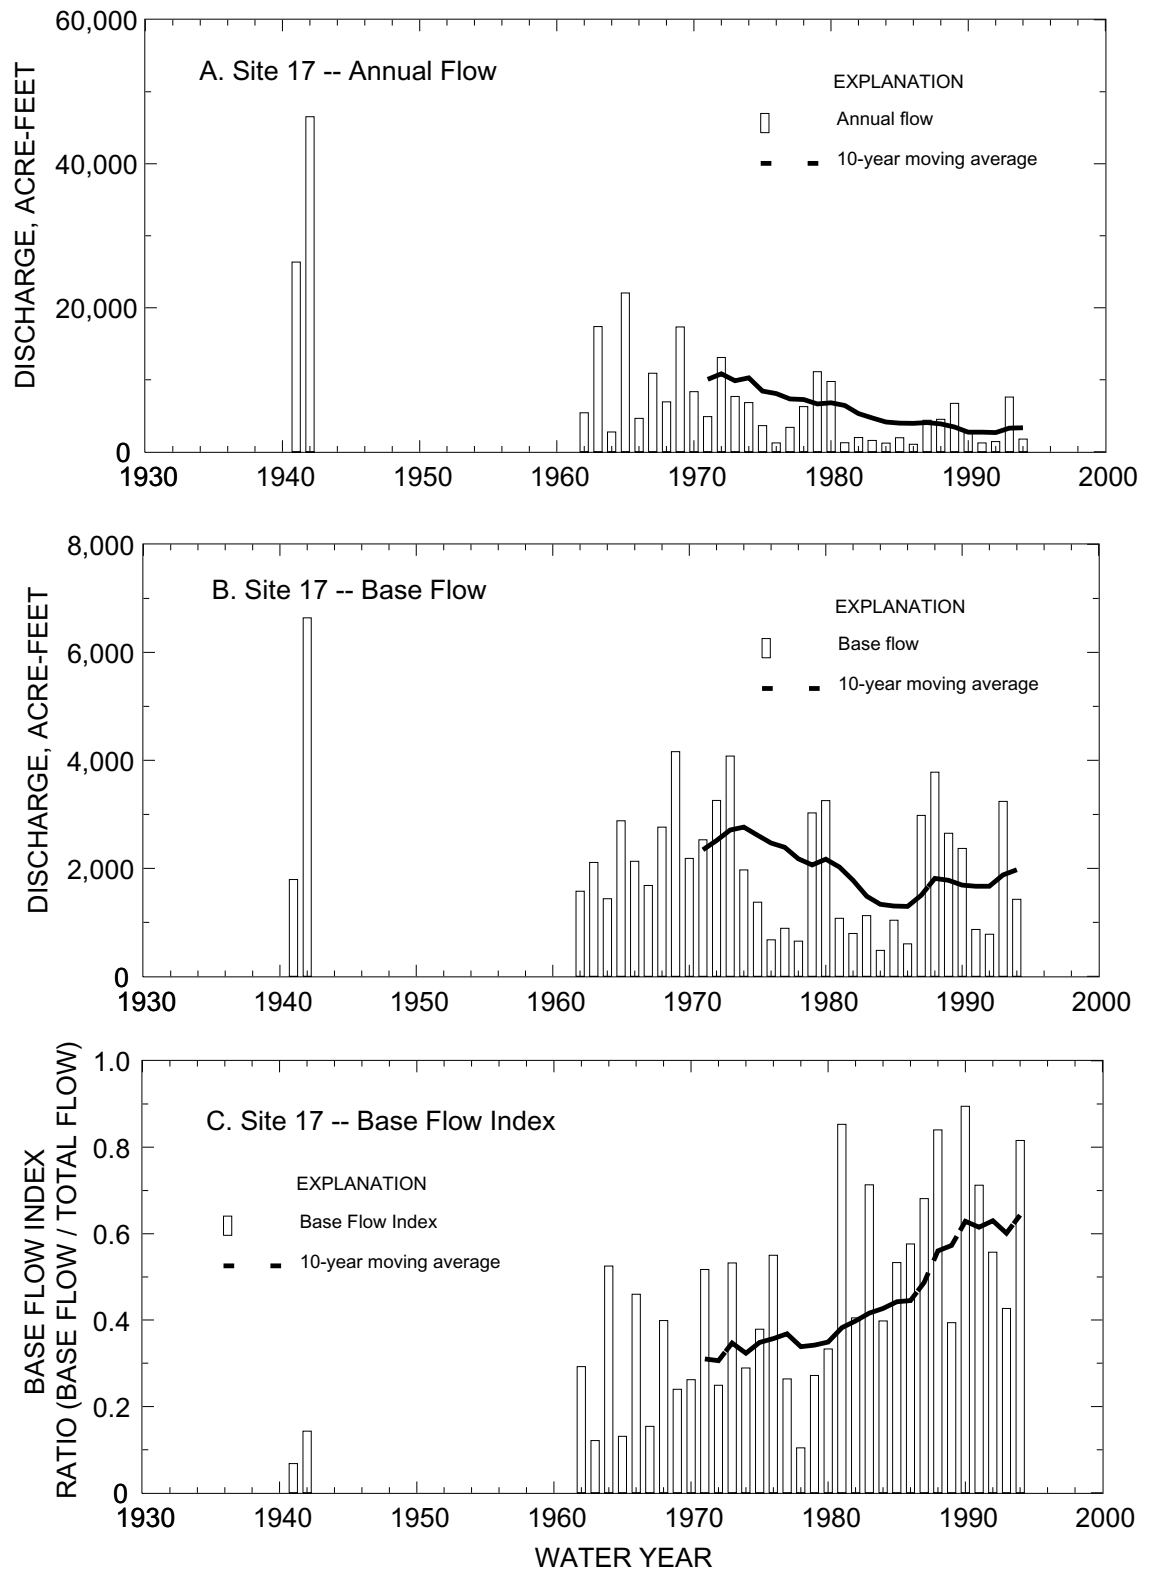 A. Site 17 -- Annual Flow
EXPLANATION
Annual flow
10-year moving average
DISCHARGE, ACRE-FEET
60,000
40,000
20,000
0
1930 1940 1950 1960 1970 1980 1990 2000
B. Site 17 -- Base Flow
EXPLANATION
Base flow
10-year moving average
DISCHARGE, ACRE-FEET
8,000
6,000
4,000
2,000
0
1930 1940 1950 1960 1970 1980 1990 2000
C. Site 17 -- Base Flow Index
EXPLANATION
Base Flow Index
10-year moving average
BASE FLOW INDEX
RATIO (BASE FLOW / TOTAL FLOW)
1.0
0.8
0.6
0.4
0.2
0
1930 1940 1950 1960 1970 1980 1990 2000
WATER YEAR